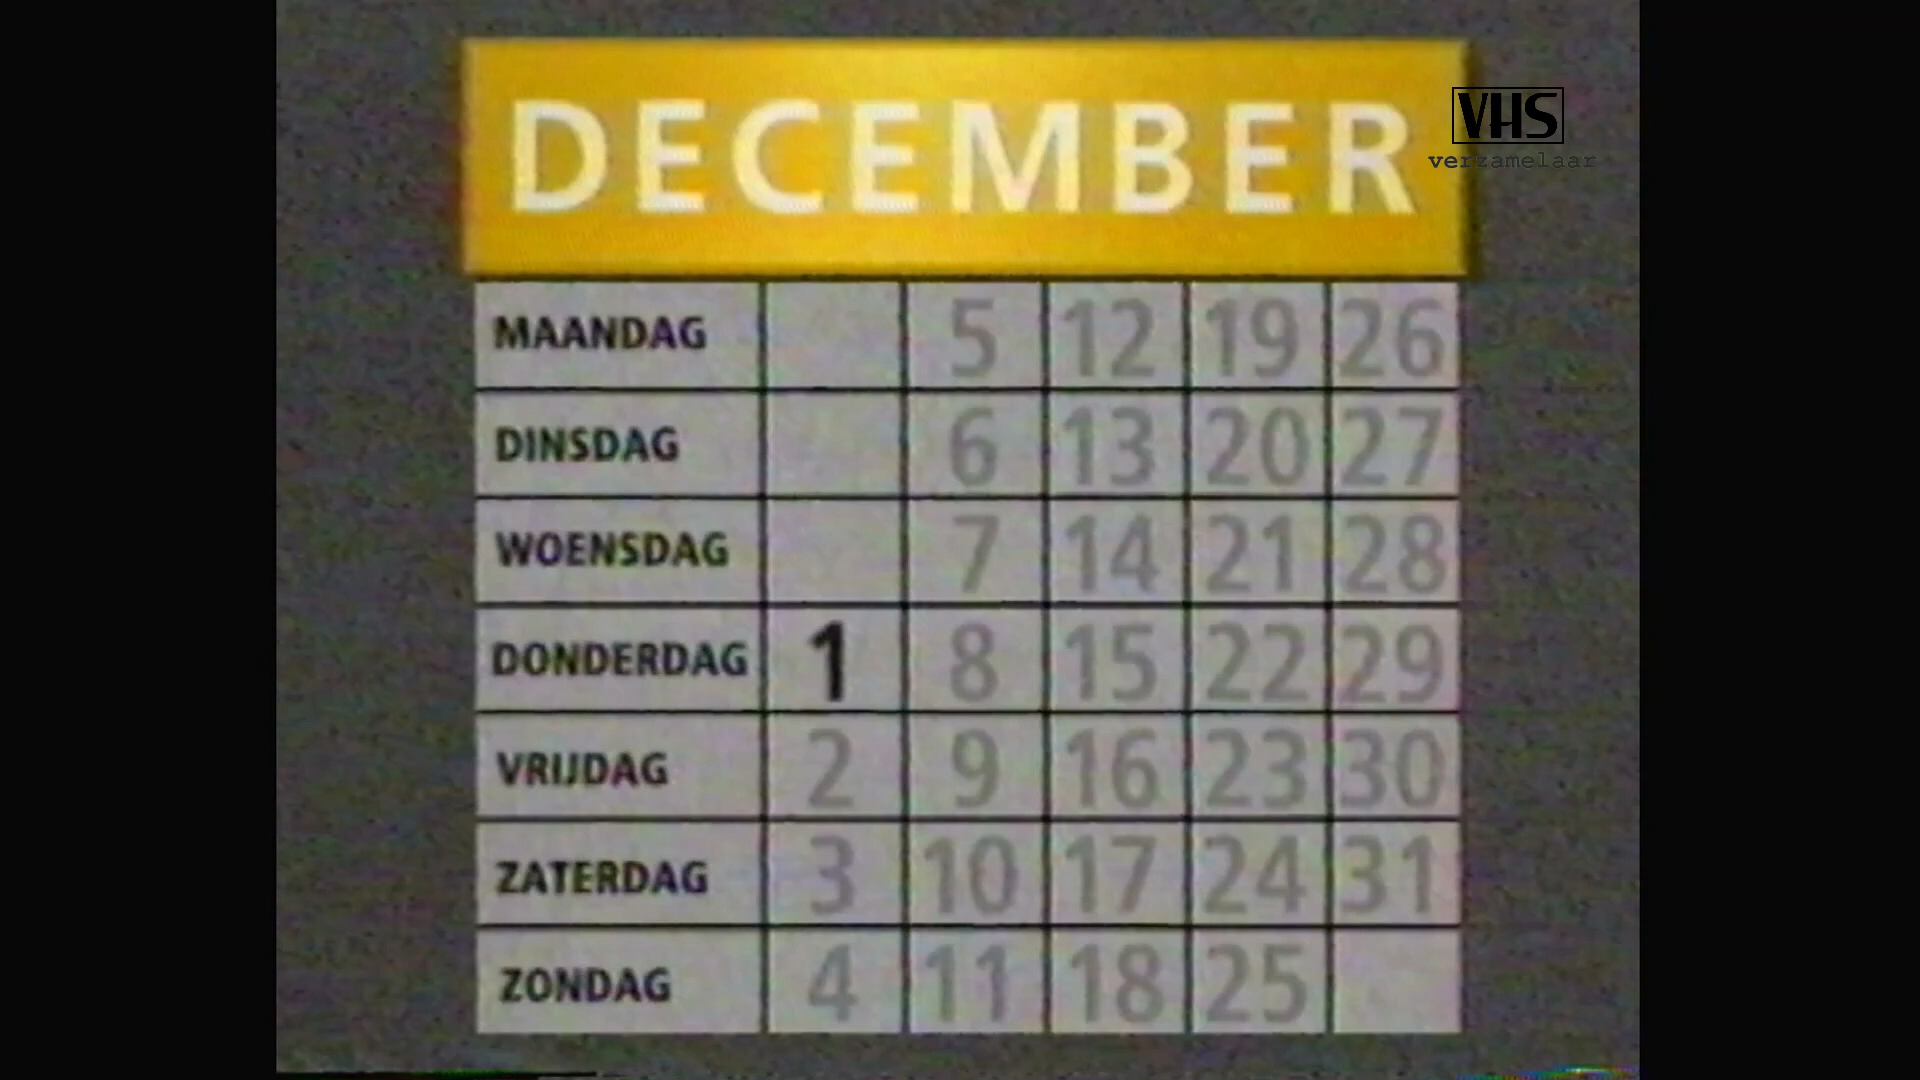 DECEMBER
VHS
verzamelaar
MAANDAG 5 12 19 26
DINSDAG 6 13 20 27
WOENSDAG 7 14 21 28
DONDERDAG 1 8 15 22 29
VRIJDAG 2 9 16 23 30
ZATERDAG 3 10 17 24 31
ZONDAG 4 11 18 25